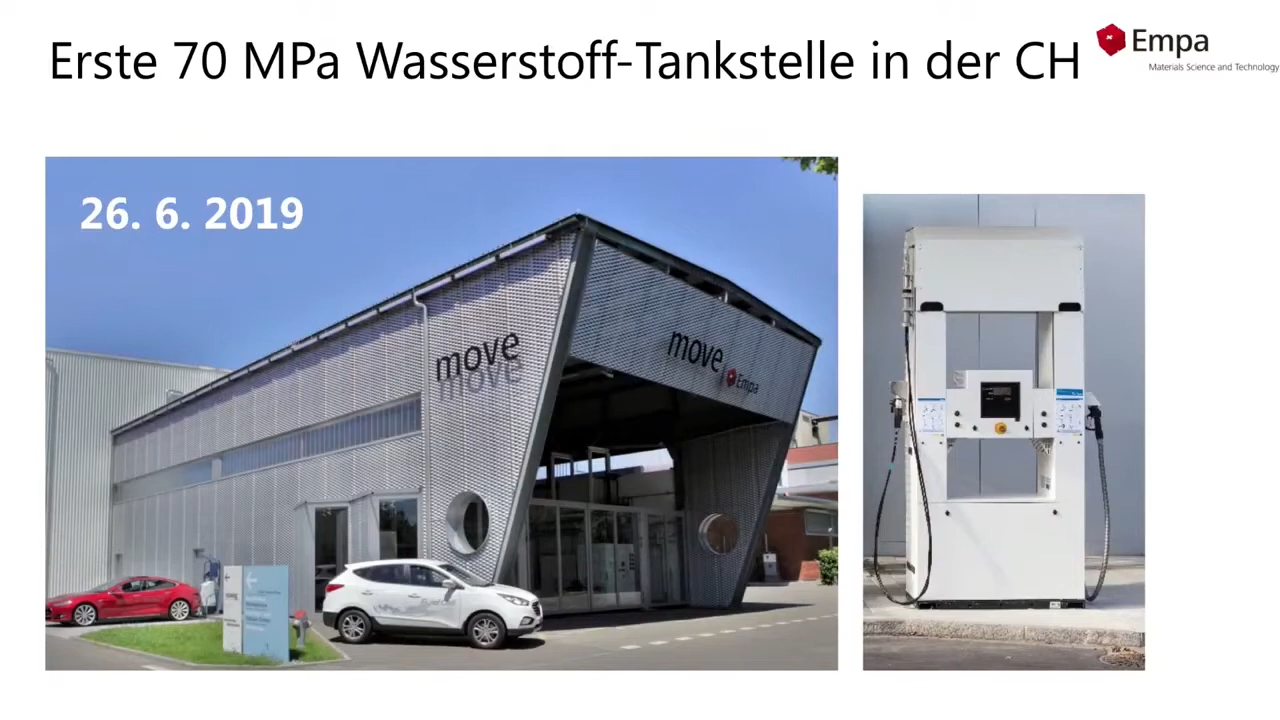 Erste 70 MPa Wasserstoff-Tankstelle in der CH
Empa
Materials Science and Technology
26. 6. 2019
move
move
move
Empa